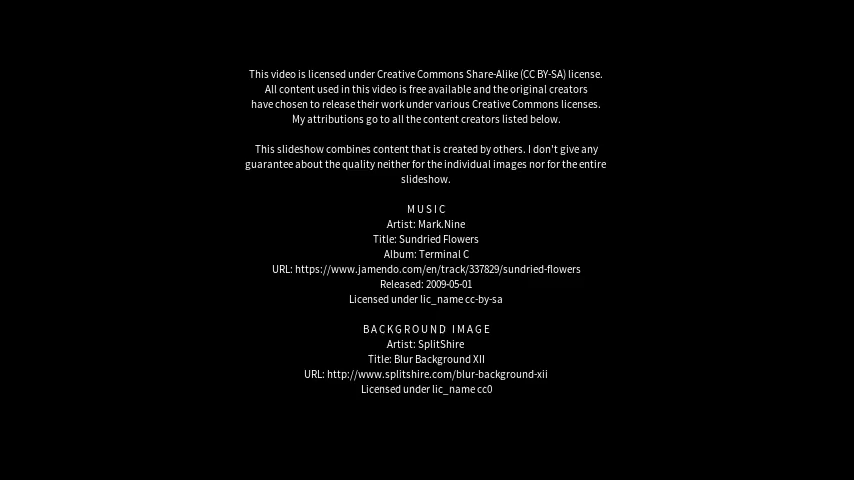 This video is licensed under Creative Commons Share-Alike (CC BY-SA) license.
All content used in this video is free available and the original creators
have chosen to release their work under various Creative Commons licenses.
My attributions go to all the content creators listed below.
This slideshow combines content that is created by others. I don't give any
guarantee about the quality neither for the individual images nor for the entire
slideshow.
MUSIC
Artist: Mark.Nine
Title: Sundried Flowers
Album: Terminal C
URL: https://www.jamendo.com/en/track/337829/sundried-flowers
Released: 2009-05-01
Licensed under lic_name cc-by-sa
BACKGROUND IMAGE
Artist: SplitShire
Title: Blur Background XII
URL: http://www.splitshire.com/blur-background-xii
Licensed under lic_name cc0